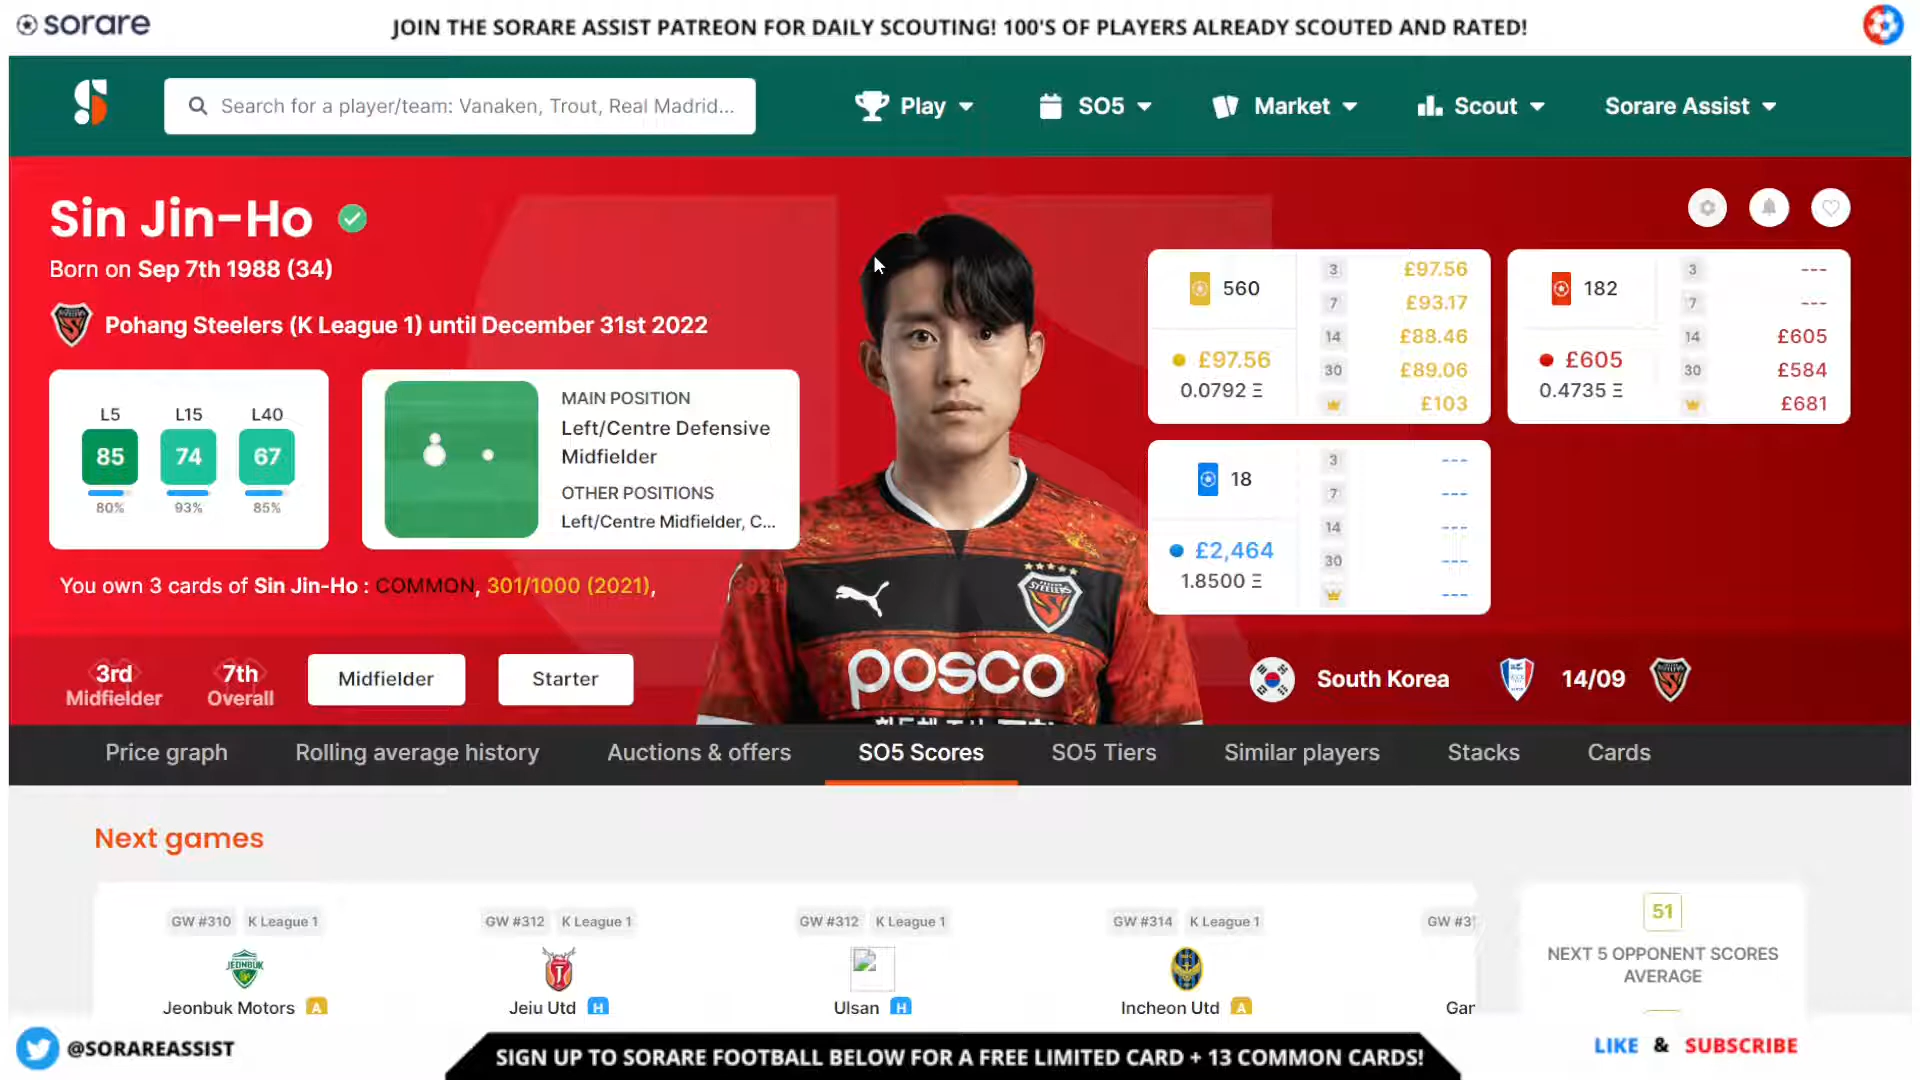 sorare
JOIN THE SORARE ASSIST PATREON FOR DAILY SCOUTING! 100'S OF PLAYERS ALREADY SCOUTED AND RATED!
Search for a player/team: Vanaken, Trout, Real Madrid...
Play
SO5
Market
Scout
Sorare Assist
Sin Jin-Ho
Born on Sep 7th 1988 (34)
Pohang Steelers (K League 1) until December 31st 2022
L5 L15 L40
85 74 67
80% 93% 85%
MAIN POSITION
Left/Centre Defensive
Midfielder
OTHER POSITIONS
Left/Centre Midfielder, C...
You own 3 cards of Sin Jin-Ho : COMMON, 301/1000 (2021),
560
£97.56
0.0792 Ξ
3 £97.56
7 £93.17
14 £88.46
30 £89.06
£103
182
£605
0.4735 Ξ
3 ---
7 ---
14 £605
30 £584
£681
18
£2,464
1.8500 Ξ
3 ---
7 ---
14 ---
30 ---
---
STEELERS
posco
3rd
Midfielder
7th
Overall
Midfielder
Starter
South Korea
14/09
Price graph
Rolling average history
Auctions & offers
SO5 Scores
SO5 Tiers
Similar players
Stacks
Cards
Next games
GW #310 K League 1
JEONBUK
Jeonbuk Motors A
GW #312 K League 1
Jeju Utd H
GW #312 K League 1
Ulsan H
GW #314 K League 1
Incheon Utd A
GW #3
Gar
51
NEXT 5 OPPONENT SCORES
AVERAGE
@SORAREASSIST
SIGN UP TO SORARE FOOTBALL BELOW FOR A FREE LIMITED CARD + 13 COMMON CARDS!
LIKE & SUBSCRIBE